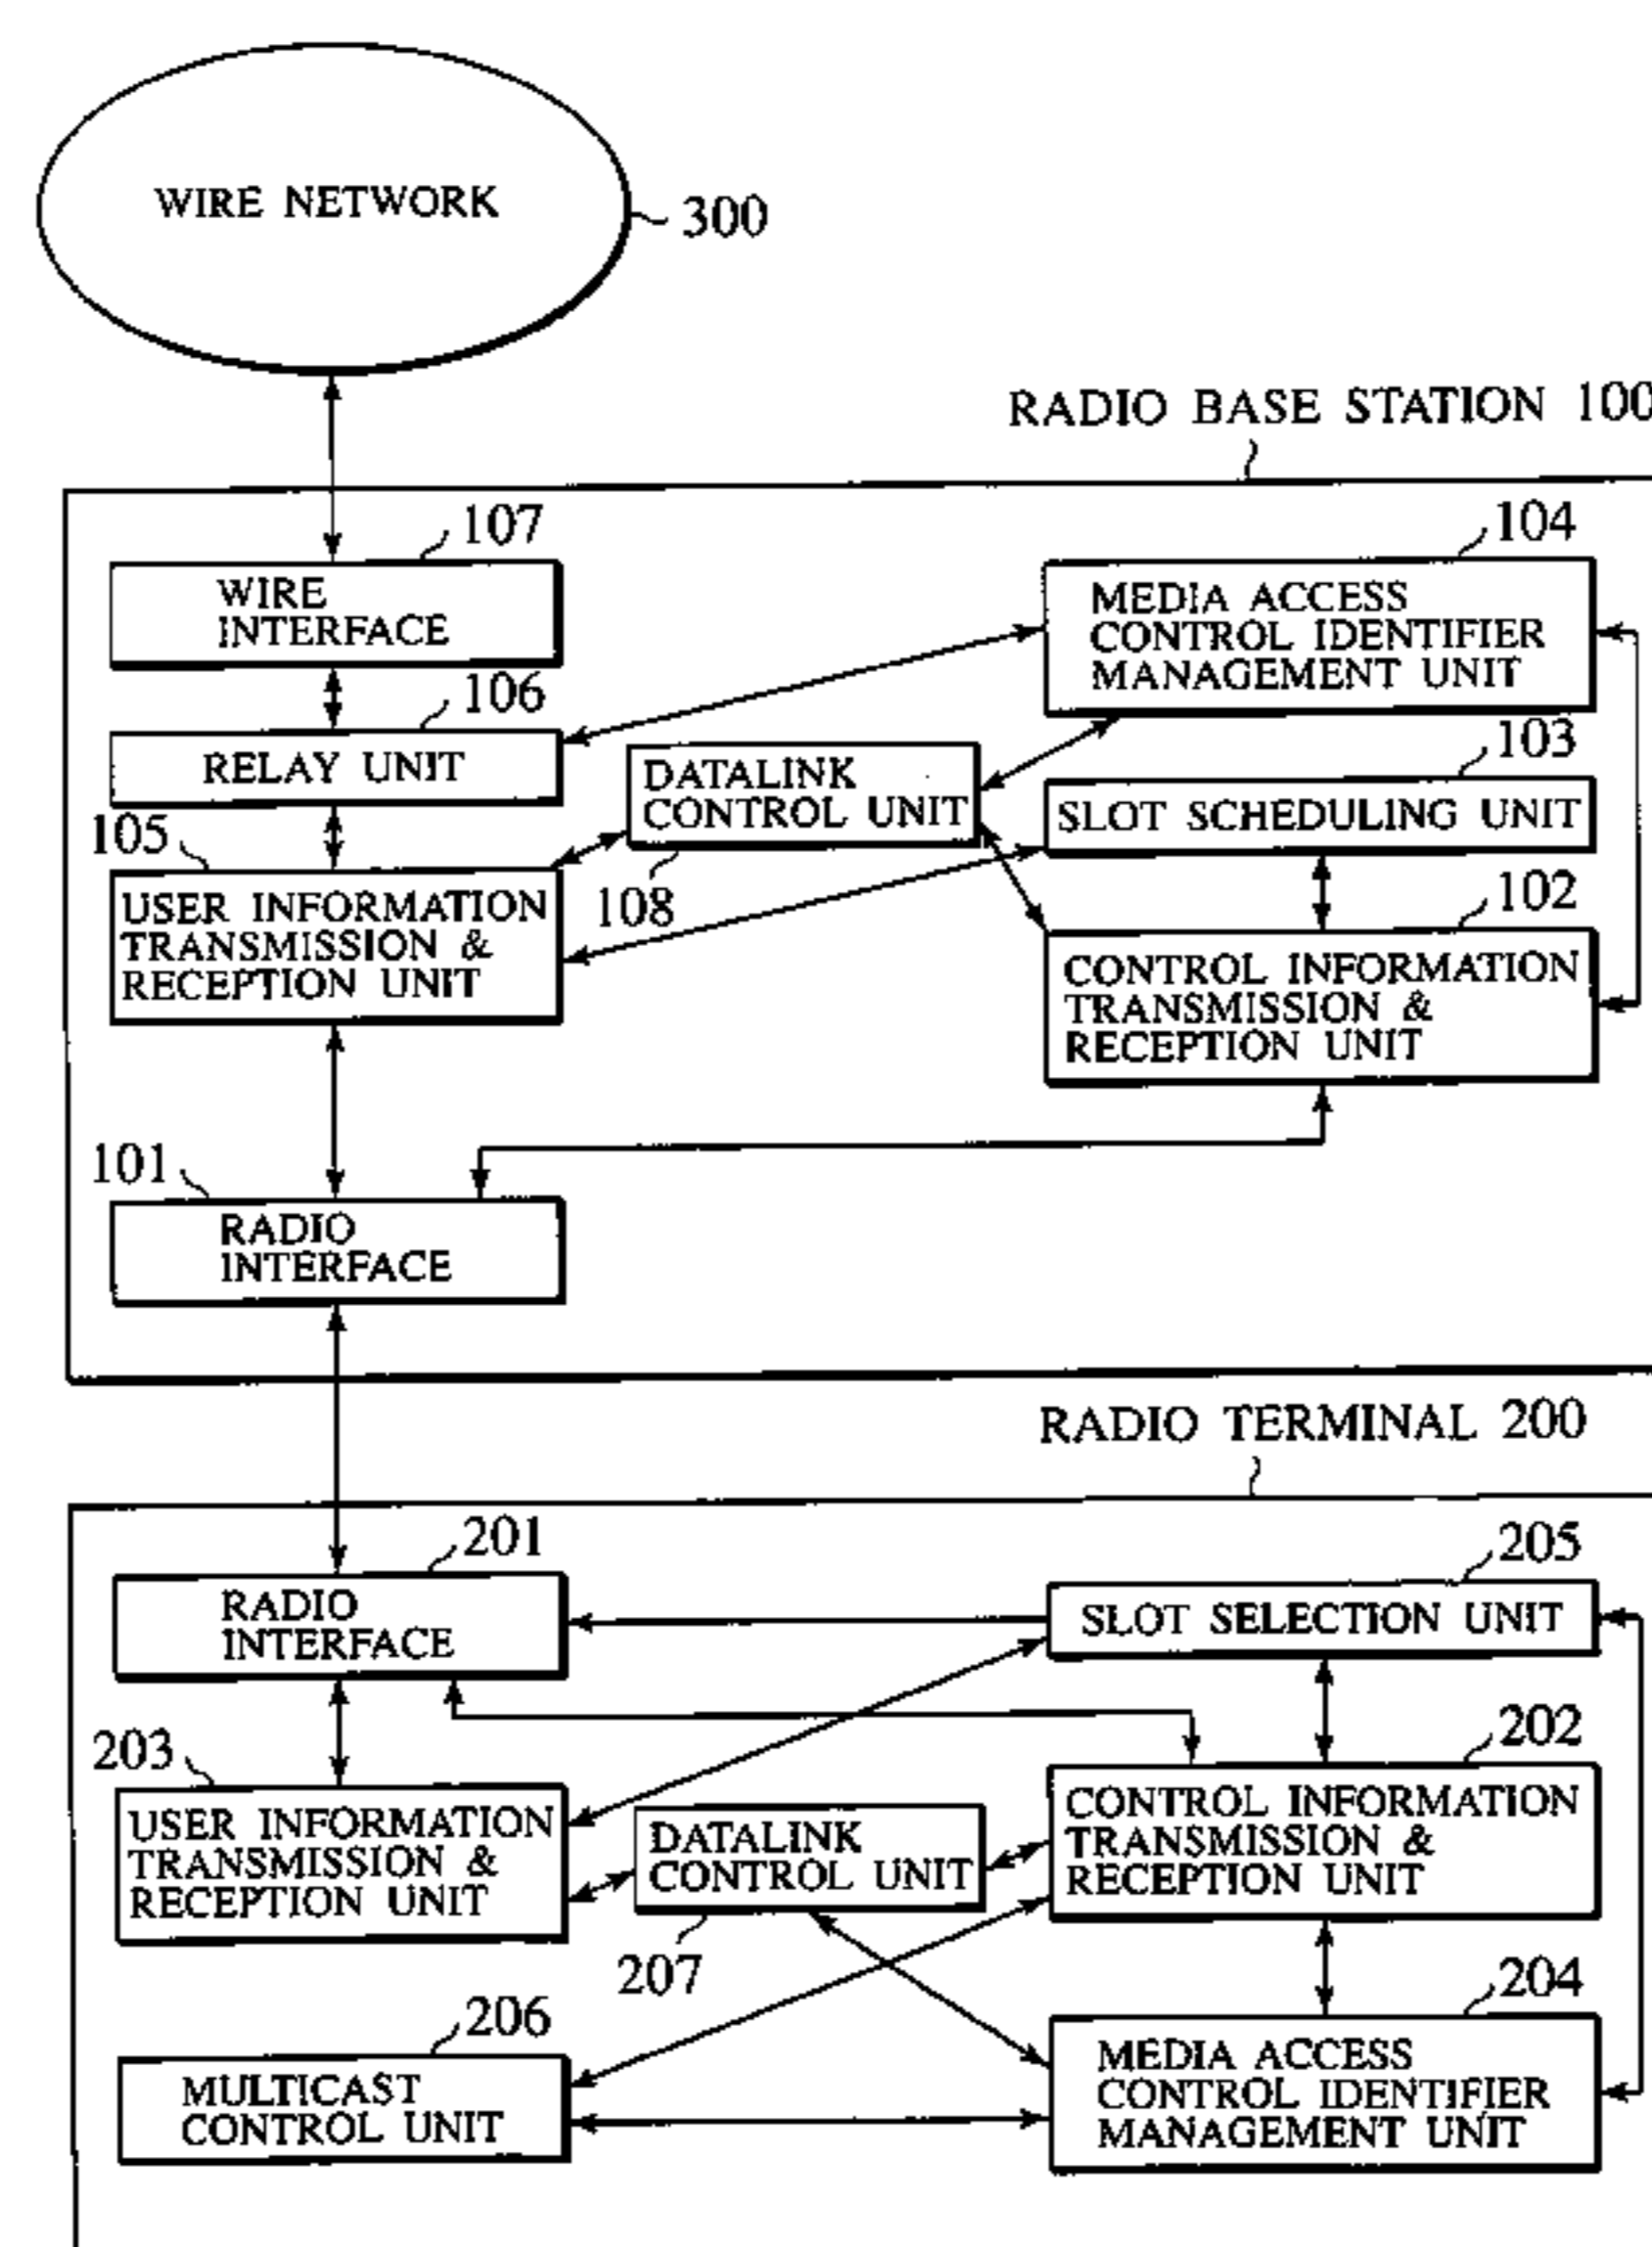 WIRE NETWORK
300
RADIO BASE STATION 100
107
WIRE
INTERFACE
104
MEDIA ACCESS
CONTROL IDENTIFIER
MANAGEMENT UNIT
106
RELAY UNIT
DATALINK
CONTROL UNIT
108
103
SLOT SCHEDULING UNIT
105
USER INFORMATION
TRANSMISSION &
RECEPTION UNIT
102
CONTROL INFORMATION
TRANSMISSION &
RECEPTION UNIT
101
RADIO
INTERFACE
RADIO TERMINAL 200
201
RADIO
INTERFACE
205
SLOT SELECTION UNIT
203
USER INFORMATION
TRANSMISSION &
RECEPTION UNIT
DATALINK
CONTROL UNIT
207
202
CONTROL INFORMATION
TRANSMISSION &
RECEPTION UNIT
206
MULTICAST
CONTROL UNIT
204
MEDIA ACCESS
CONTROL IDENTIFIER
MANAGEMENT UNIT